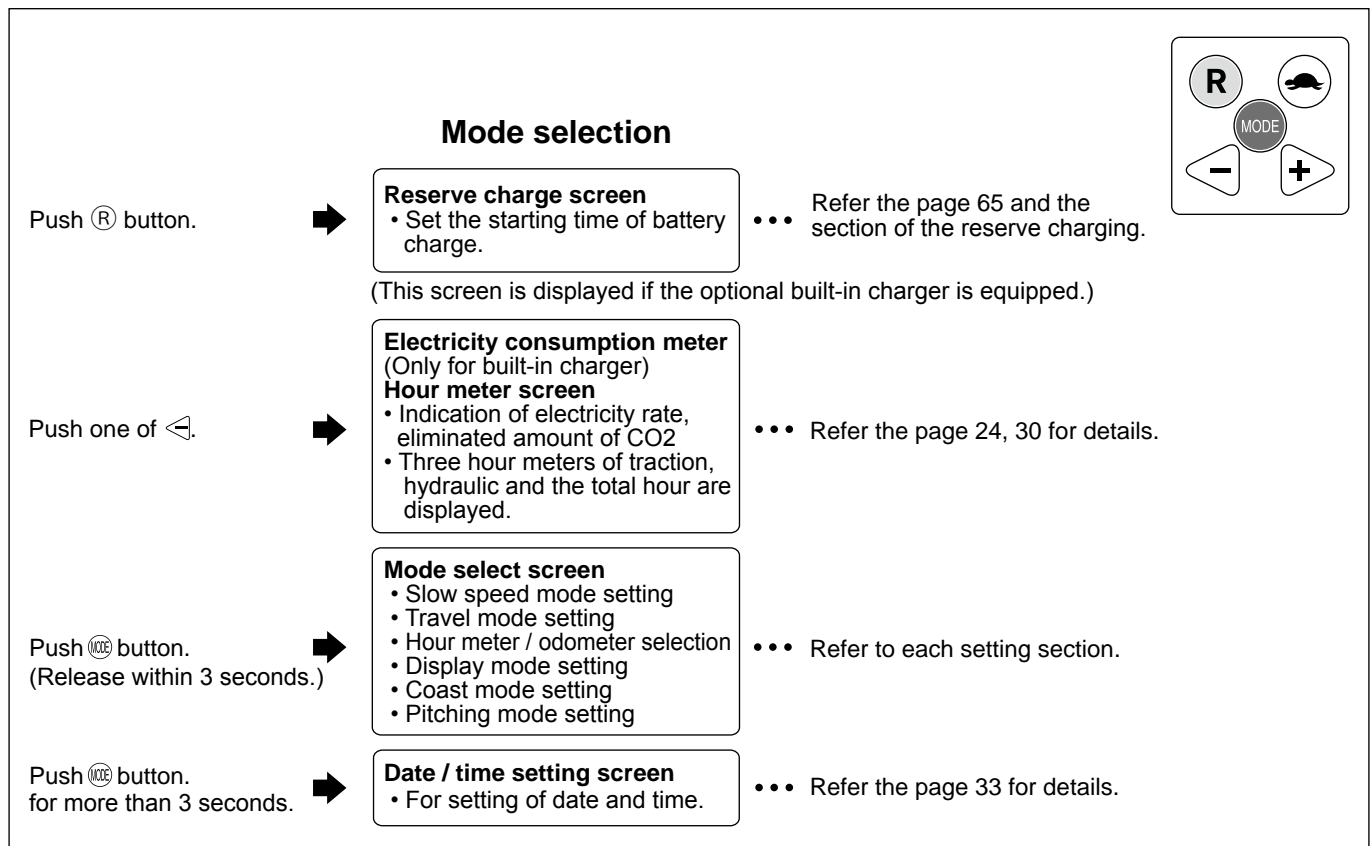 R
MODE
- +
Mode selection
Push Ⓡ button.
Reserve charge screen
• Set the starting time of battery
charge.
••• Refer the page 65 and the
section of the reserve charging.
(This screen is displayed if the optional built-in charger is equipped.)
Push one of ◁-.
Electricity consumption meter
(Only for built-in charger)
Hour meter screen
• Indication of electricity rate,
eliminated amount of CO2
• Three hour meters of traction,
hydraulic and the total hour are
displayed.
••• Refer the page 24, 30 for details.
Push MODE button.
(Release within 3 seconds.)
Mode select screen
• Slow speed mode setting
• Travel mode setting
• Hour meter / odometer selection
• Display mode setting
• Coast mode setting
• Pitching mode setting
••• Refer to each setting section.
Push MODE button.
for more than 3 seconds.
Date / time setting screen
• For setting of date and time.
••• Refer the page 33 for details.